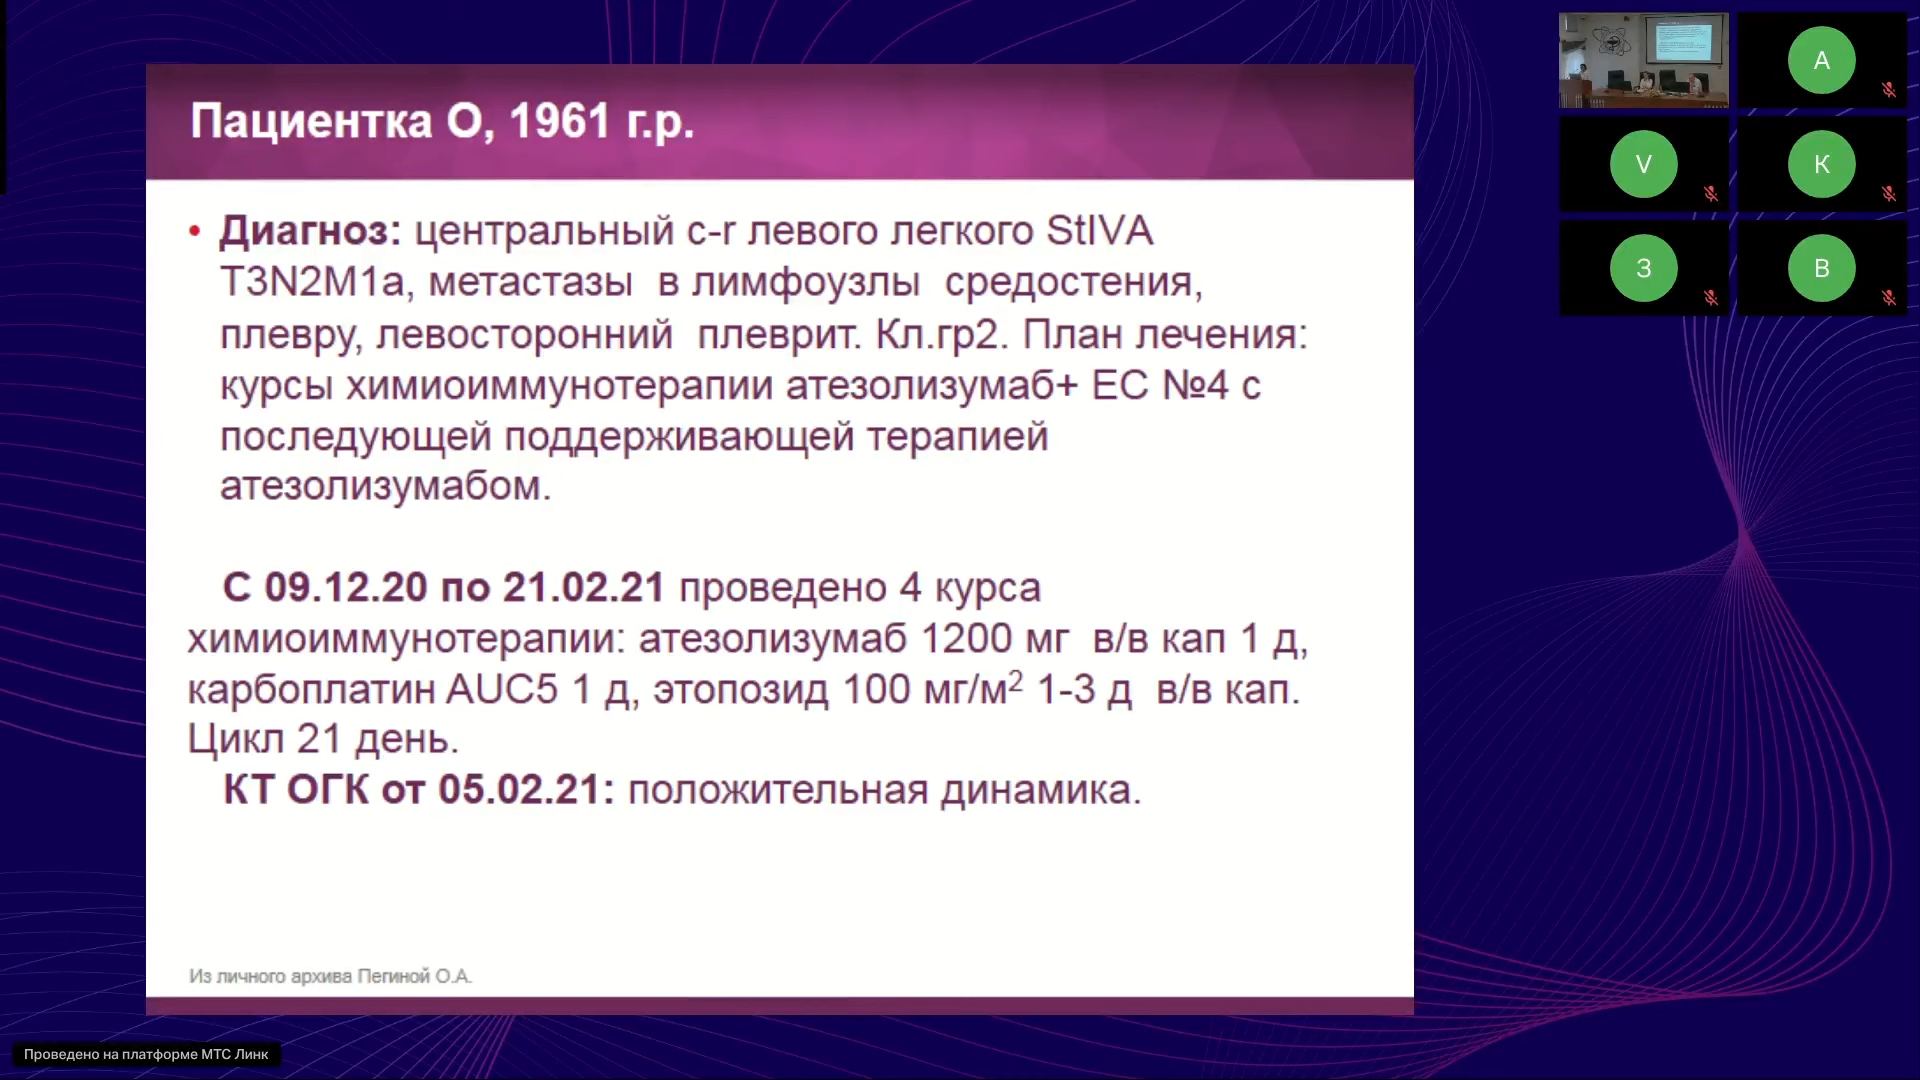 Пациентка О, 1961 г.р.
• Диагноз: центральный с-r левого легкого StIVA
T3N2M1a, метастазы в лимфоузлы средостения,
плевру, левосторонний плеврит. Кл.гр2. План лечения:
курсы химиоиммунотерапии атезолизумаб+ ЕС №4 с
последующей поддерживающей терапией
атезолизумабом.
С 09.12.20 по 21.02.21 проведено 4 курса
химиоиммунотерапии: атезолизумаб 1200 мг в/в кап 1 д,
карбоплатин AUC5 1 д, этопозид 100 мг/м² 1-3 д в/в кап.
Цикл 21 день.
КТ ОГК от 05.02.21: положительная динамика.
Из личного архива Пегиной О.А.
A
V
К
З
В
Проведено на платформе МТС Линк